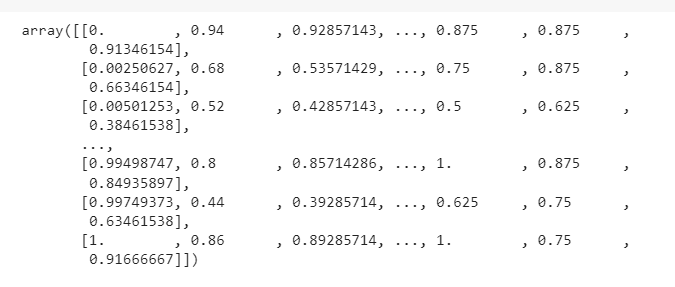 array([[0.        , 0.94      , 0.92857143, ..., 0.875     , 0.875     ,
        0.91346154],
       [0.00250627, 0.68      , 0.53571429, ..., 0.75      , 0.875     ,
        0.66346154],
       [0.00501253, 0.52      , 0.42857143, ..., 0.5       , 0.625     ,
        0.38461538],
       ...,
       [0.99498747, 0.8       , 0.85714286, ..., 1.        , 0.875     ,
        0.84935897],
       [0.99749373, 0.44      , 0.39285714, ..., 0.625     , 0.75      ,
        0.63461538],
       [1.        , 0.86      , 0.89285714, ..., 1.        , 0.75      ,
        0.91666667]])